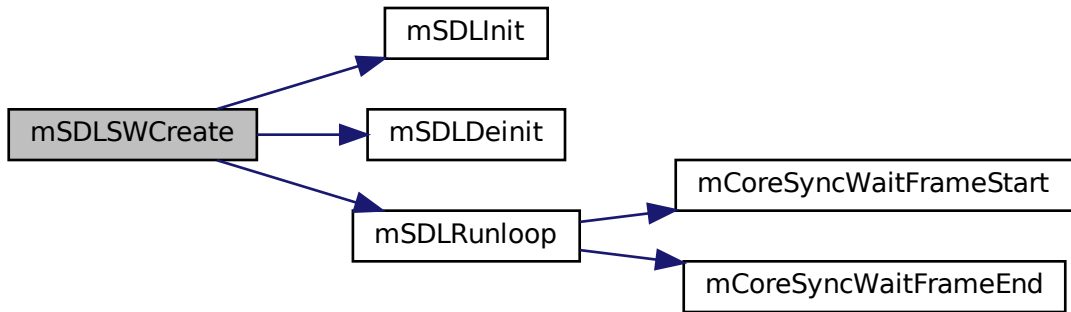 mSDLInit
mSDLSWCreate
mSDLDeinit
mSDLRunloop
mCoreSyncWaitFrameStart
mCoreSyncWaitFrameEnd